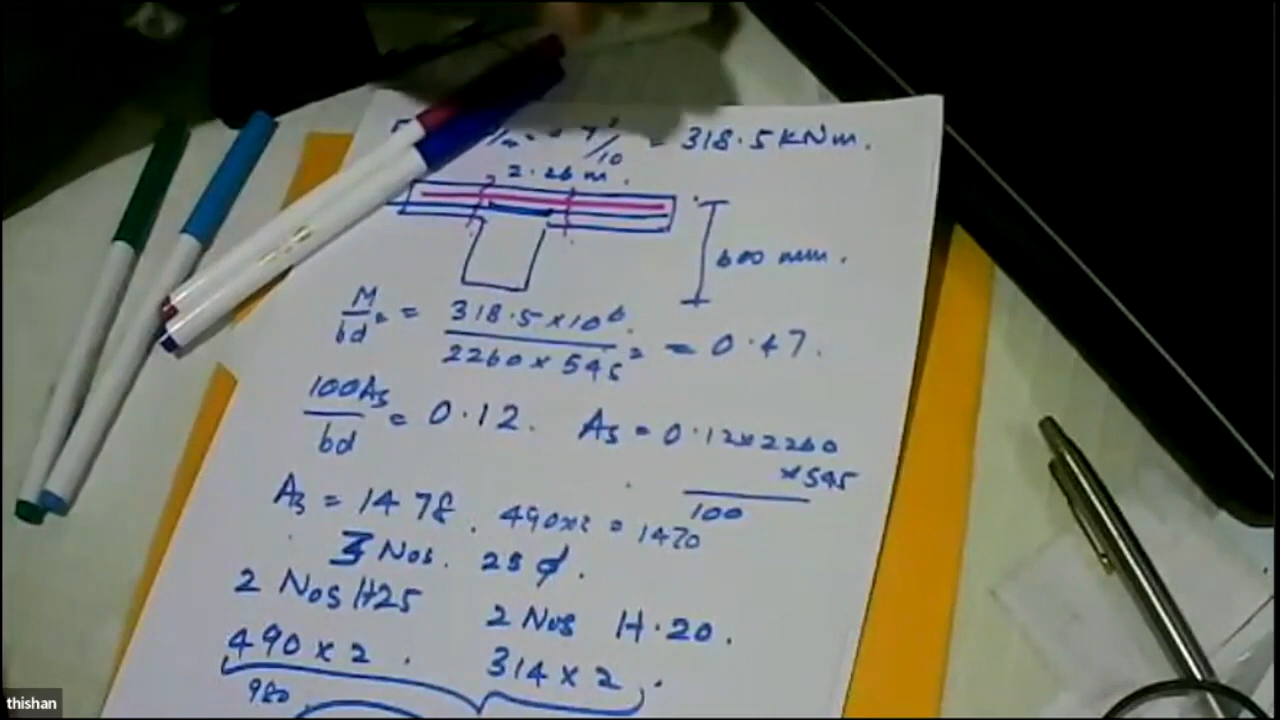 /10 = 318.5 kNm.
2.26 m.
600 mm.
M/bd² = 318.5 x 10⁶ / 2260 x 545² = 0.47.
100As/bd = 0.12. As = 0.12 x 2260 x 545 / 100
As = 1478. 490x = 1470
3 Nos. 25 ϕ.
2 Nos H25 2 Nos H.20.
490 x 2. 314 x 2.
980
thishan